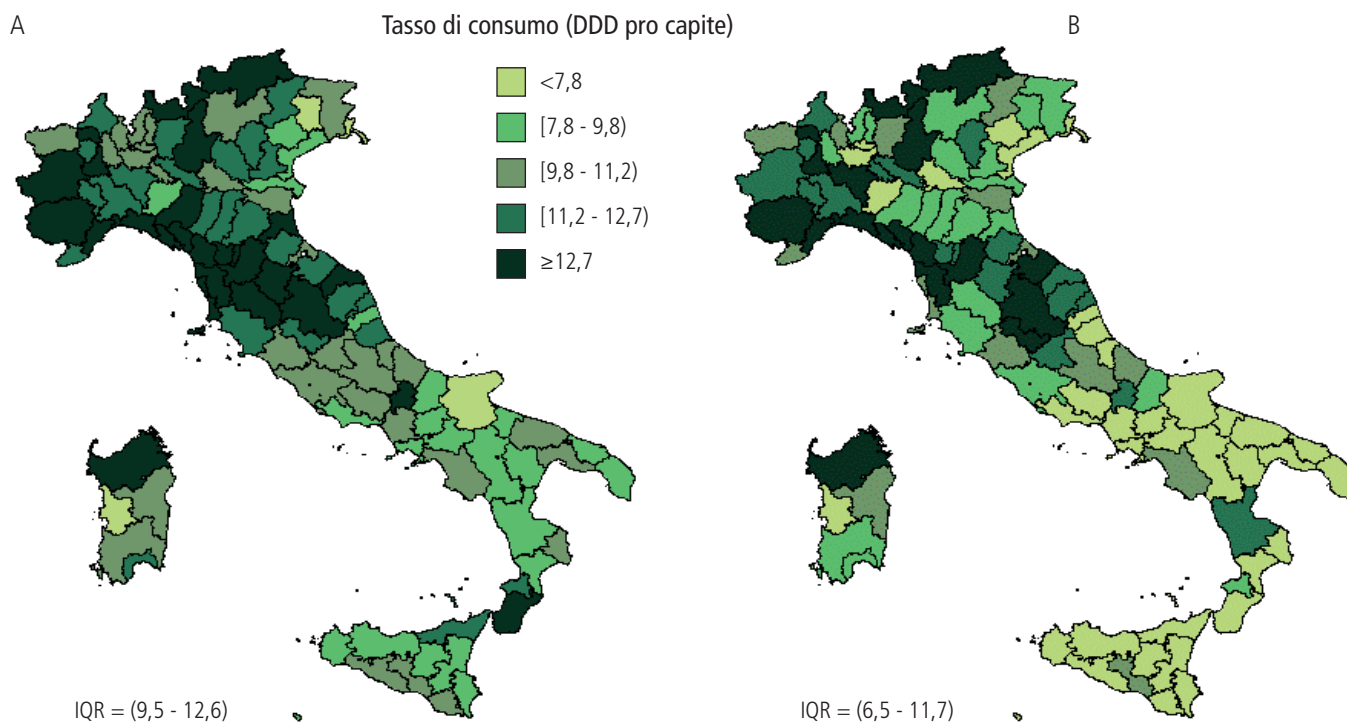 A
Tasso di consumo (DDD pro capite)
B
<7,8
[7,8 - 9,8)
[9,8 - 11,2)
[11,2 - 12,7)
≥12,7
IQR = (9,5 - 12,6)
IQR = (6,5 - 11,7)